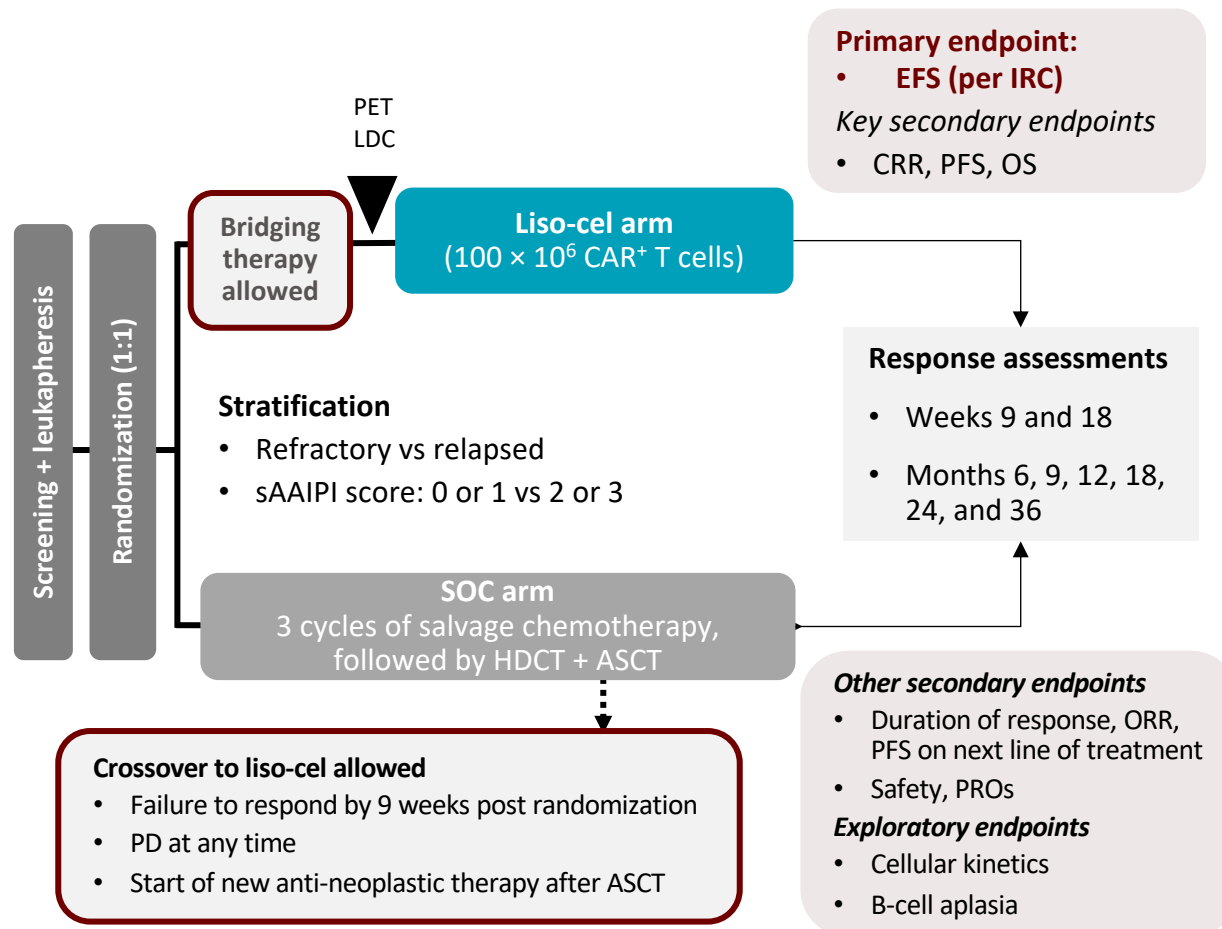 Screening + leukapheresis
Randomization (1:1)
Bridging
therapy
allowed
PET
LDC
Liso-cel arm
(100 × 10⁶ CAR⁺ T cells)
Primary endpoint:
• EFS (per IRC)
Key secondary endpoints
• CRR, PFS, OS
Stratification
• Refractory vs relapsed
• sAAIPI score: 0 or 1 vs 2 or 3
Response assessments
• Weeks 9 and 18
• Months 6, 9, 12, 18,
24, and 36
SOC arm
3 cycles of salvage chemotherapy,
followed by HDCT + ASCT
Crossover to liso-cel allowed
• Failure to respond by 9 weeks post randomization
• PD at any time
• Start of new anti-neoplastic therapy after ASCT
Other secondary endpoints
• Duration of response, ORR,
PFS on next line of treatment
• Safety, PROs
Exploratory endpoints
• Cellular kinetics
• B-cell aplasia